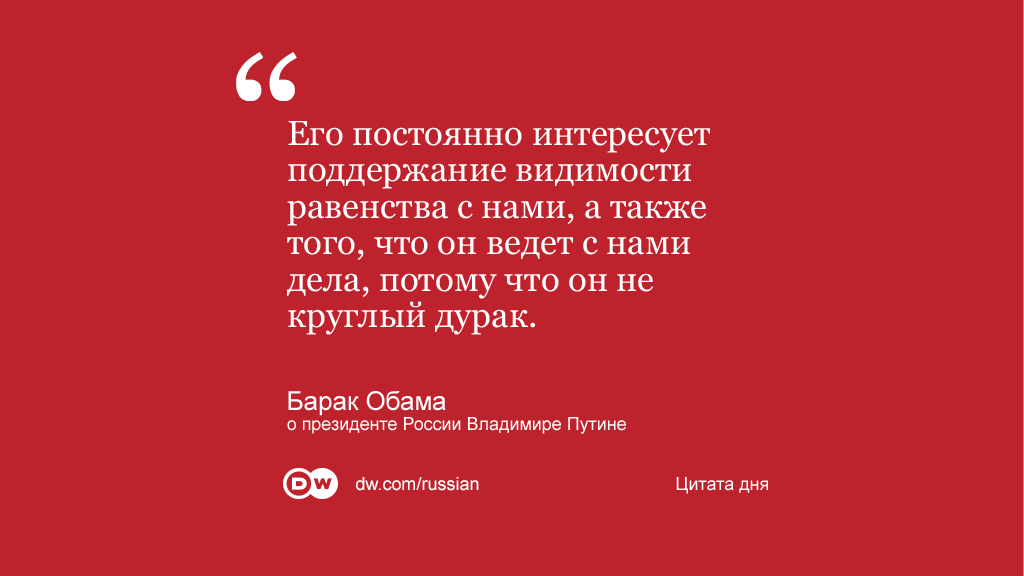 “
Его постоянно интересует
поддержание видимости
равенства с нами, а также
того, что он ведет с нами
дела, потому что он не
круглый дурак.
Барак Обама
о президенте России Владимире Путине
DW dw.com/russian Цитата дня